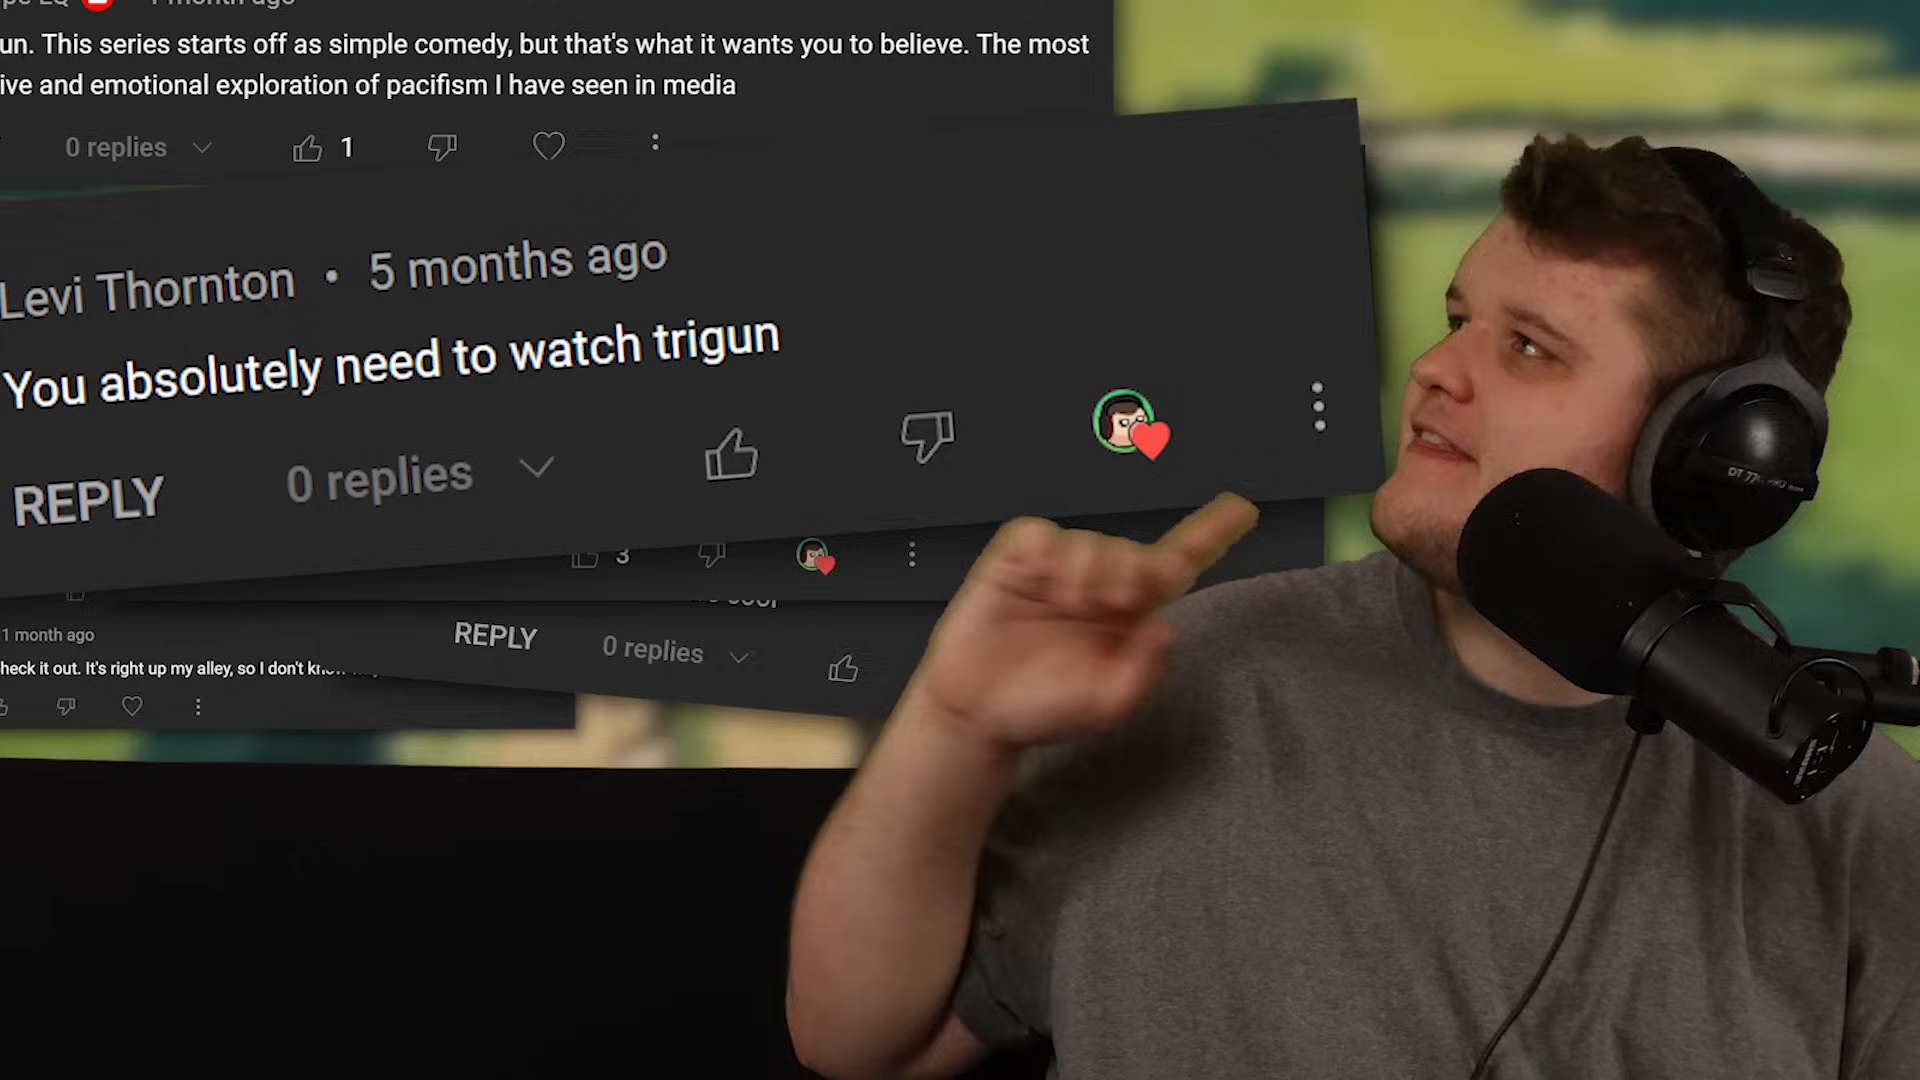 un. This series starts off as simple comedy, but that's what it wants you to believe. The most
ive and emotional exploration of pacifism I have seen in media
0 replies 1
Levi Thornton • 5 months ago
You absolutely need to watch trigun
REPLY 0 replies
3
1 month ago
REPLY 0 replies
heck it out. It's right up my alley, so I don't
DT 77